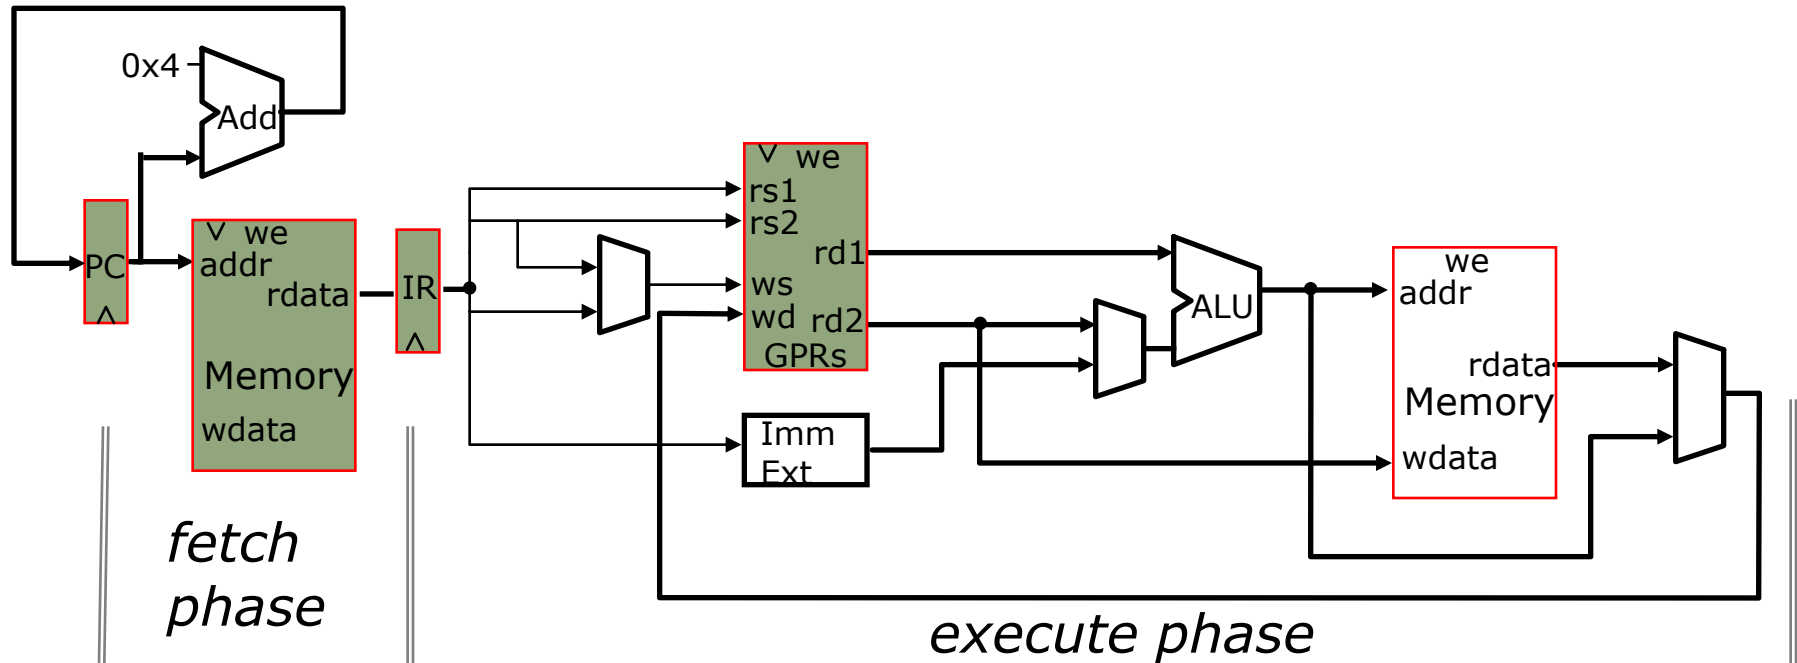 0x4
Add
PC
we
addr
rdata
Memory
wdata
IR
we
rs1
rs2
rd1
ws
wd rd2
GPRs
Imm
Ext
ALU
we
addr
rdata
Memory
wdata
fetch
phase
execute phase